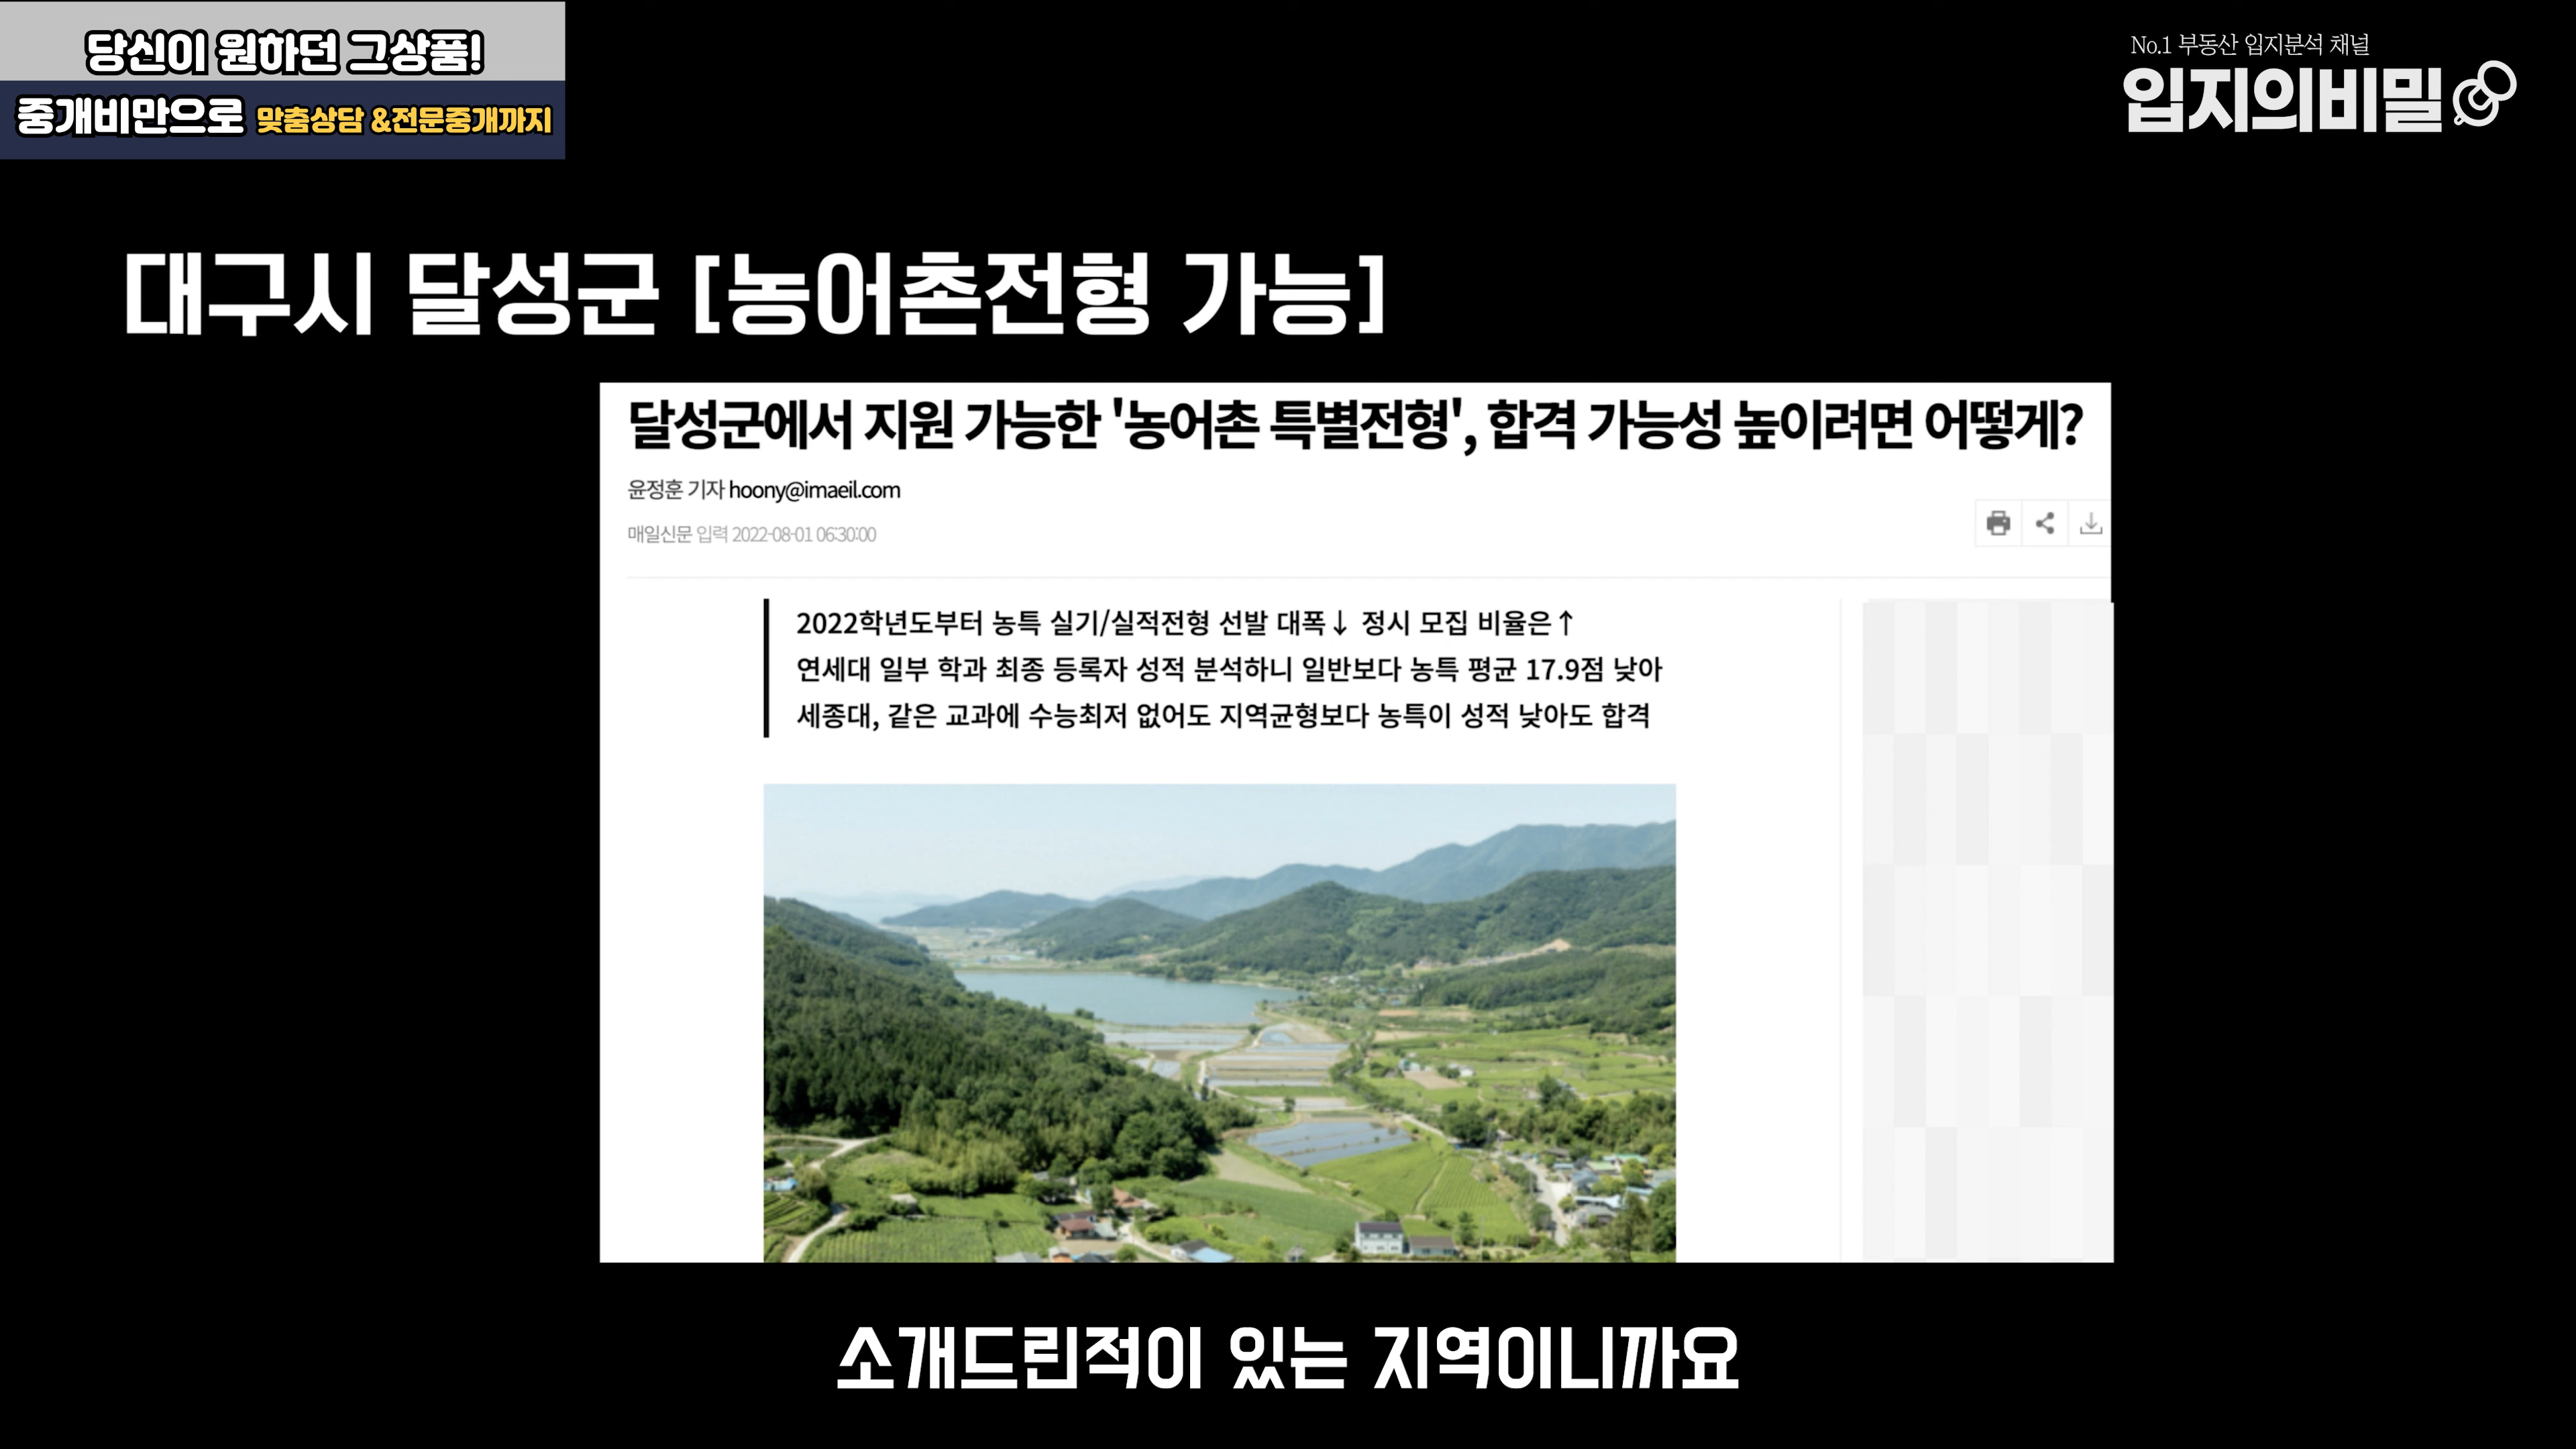 당신이 원하던 그상품!
중개비만으로 맞춤상담 &전문중개까지
No.1 부동산 입지분석 채널
입지의비밀
대구시 달성군 [농어촌전형 가능]
달성군에서 지원 가능한 '농어촌 특별전형', 합격 가능성 높이려면 어떻게?
윤정훈 기자 hoony@imaeil.com
매일신문 입력 2022-08-01 06:30:00
2022학년도부터 농특 실기/실적전형 선발 대폭↓ 정시 모집 비율은↑
연세대 일부 학과 최종 등록자 성적 분석하니 일반보다 농특 평균 17.9점 낮아
세종대, 같은 교과에 수능최저 없어도 지역균형보다 농특이 성적 낮아도 합격
소개드린적이 있는 지역이니까요